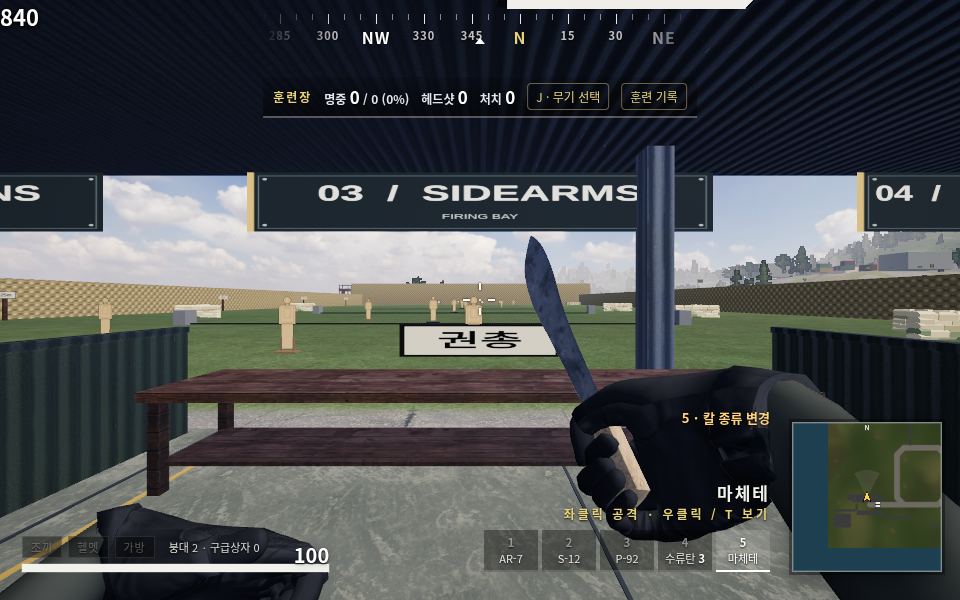 840
285 300 NW 330 345 N 15 30 NE
훈련장 명중 0 / 0 (0%) 헤드샷 0 처치 0 J · 무기 선택 훈련 기록
NS
03 / SIDEARMS
FIRING BAY
04 /
권총
5 · 칼 종류 변경
N
마체테
좌클릭 공격 · 우클릭 / T 보기
조끼 헬멧 가방 붕대 2 · 구급상자 0 100
1 2 3 4 5
AR-7 S-12 P-92 수류탄 3 마체테